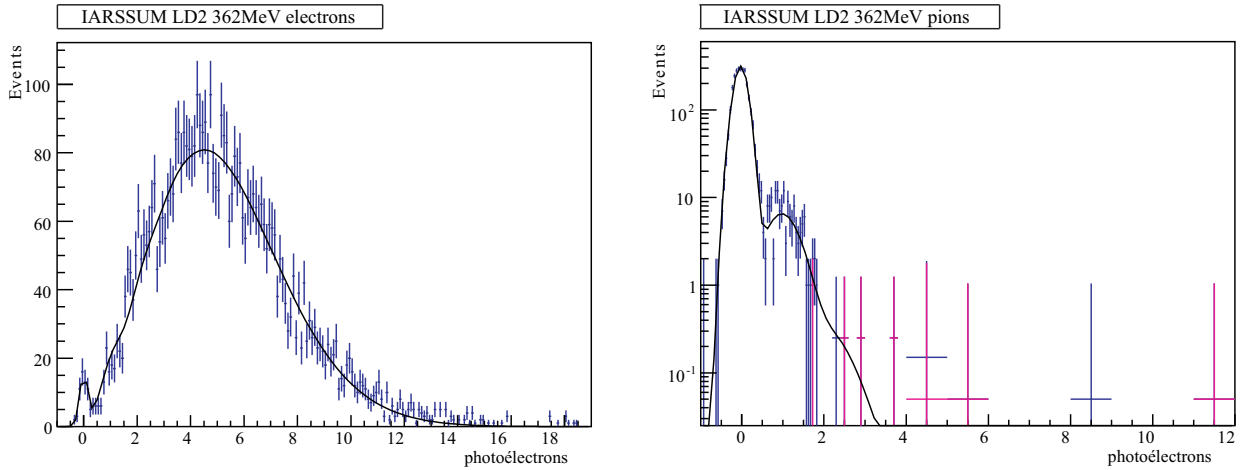 IARSSUM LD2 362MeV electrons
Events
100
80
60
40
20
0
0 2 4 6 8 10 12 14 16 18
photoélectrons
IARSSUM LD2 362MeV pions
Events
10^2
10
1
10^-1
0 2 4 6 8 10 12
photoélectrons